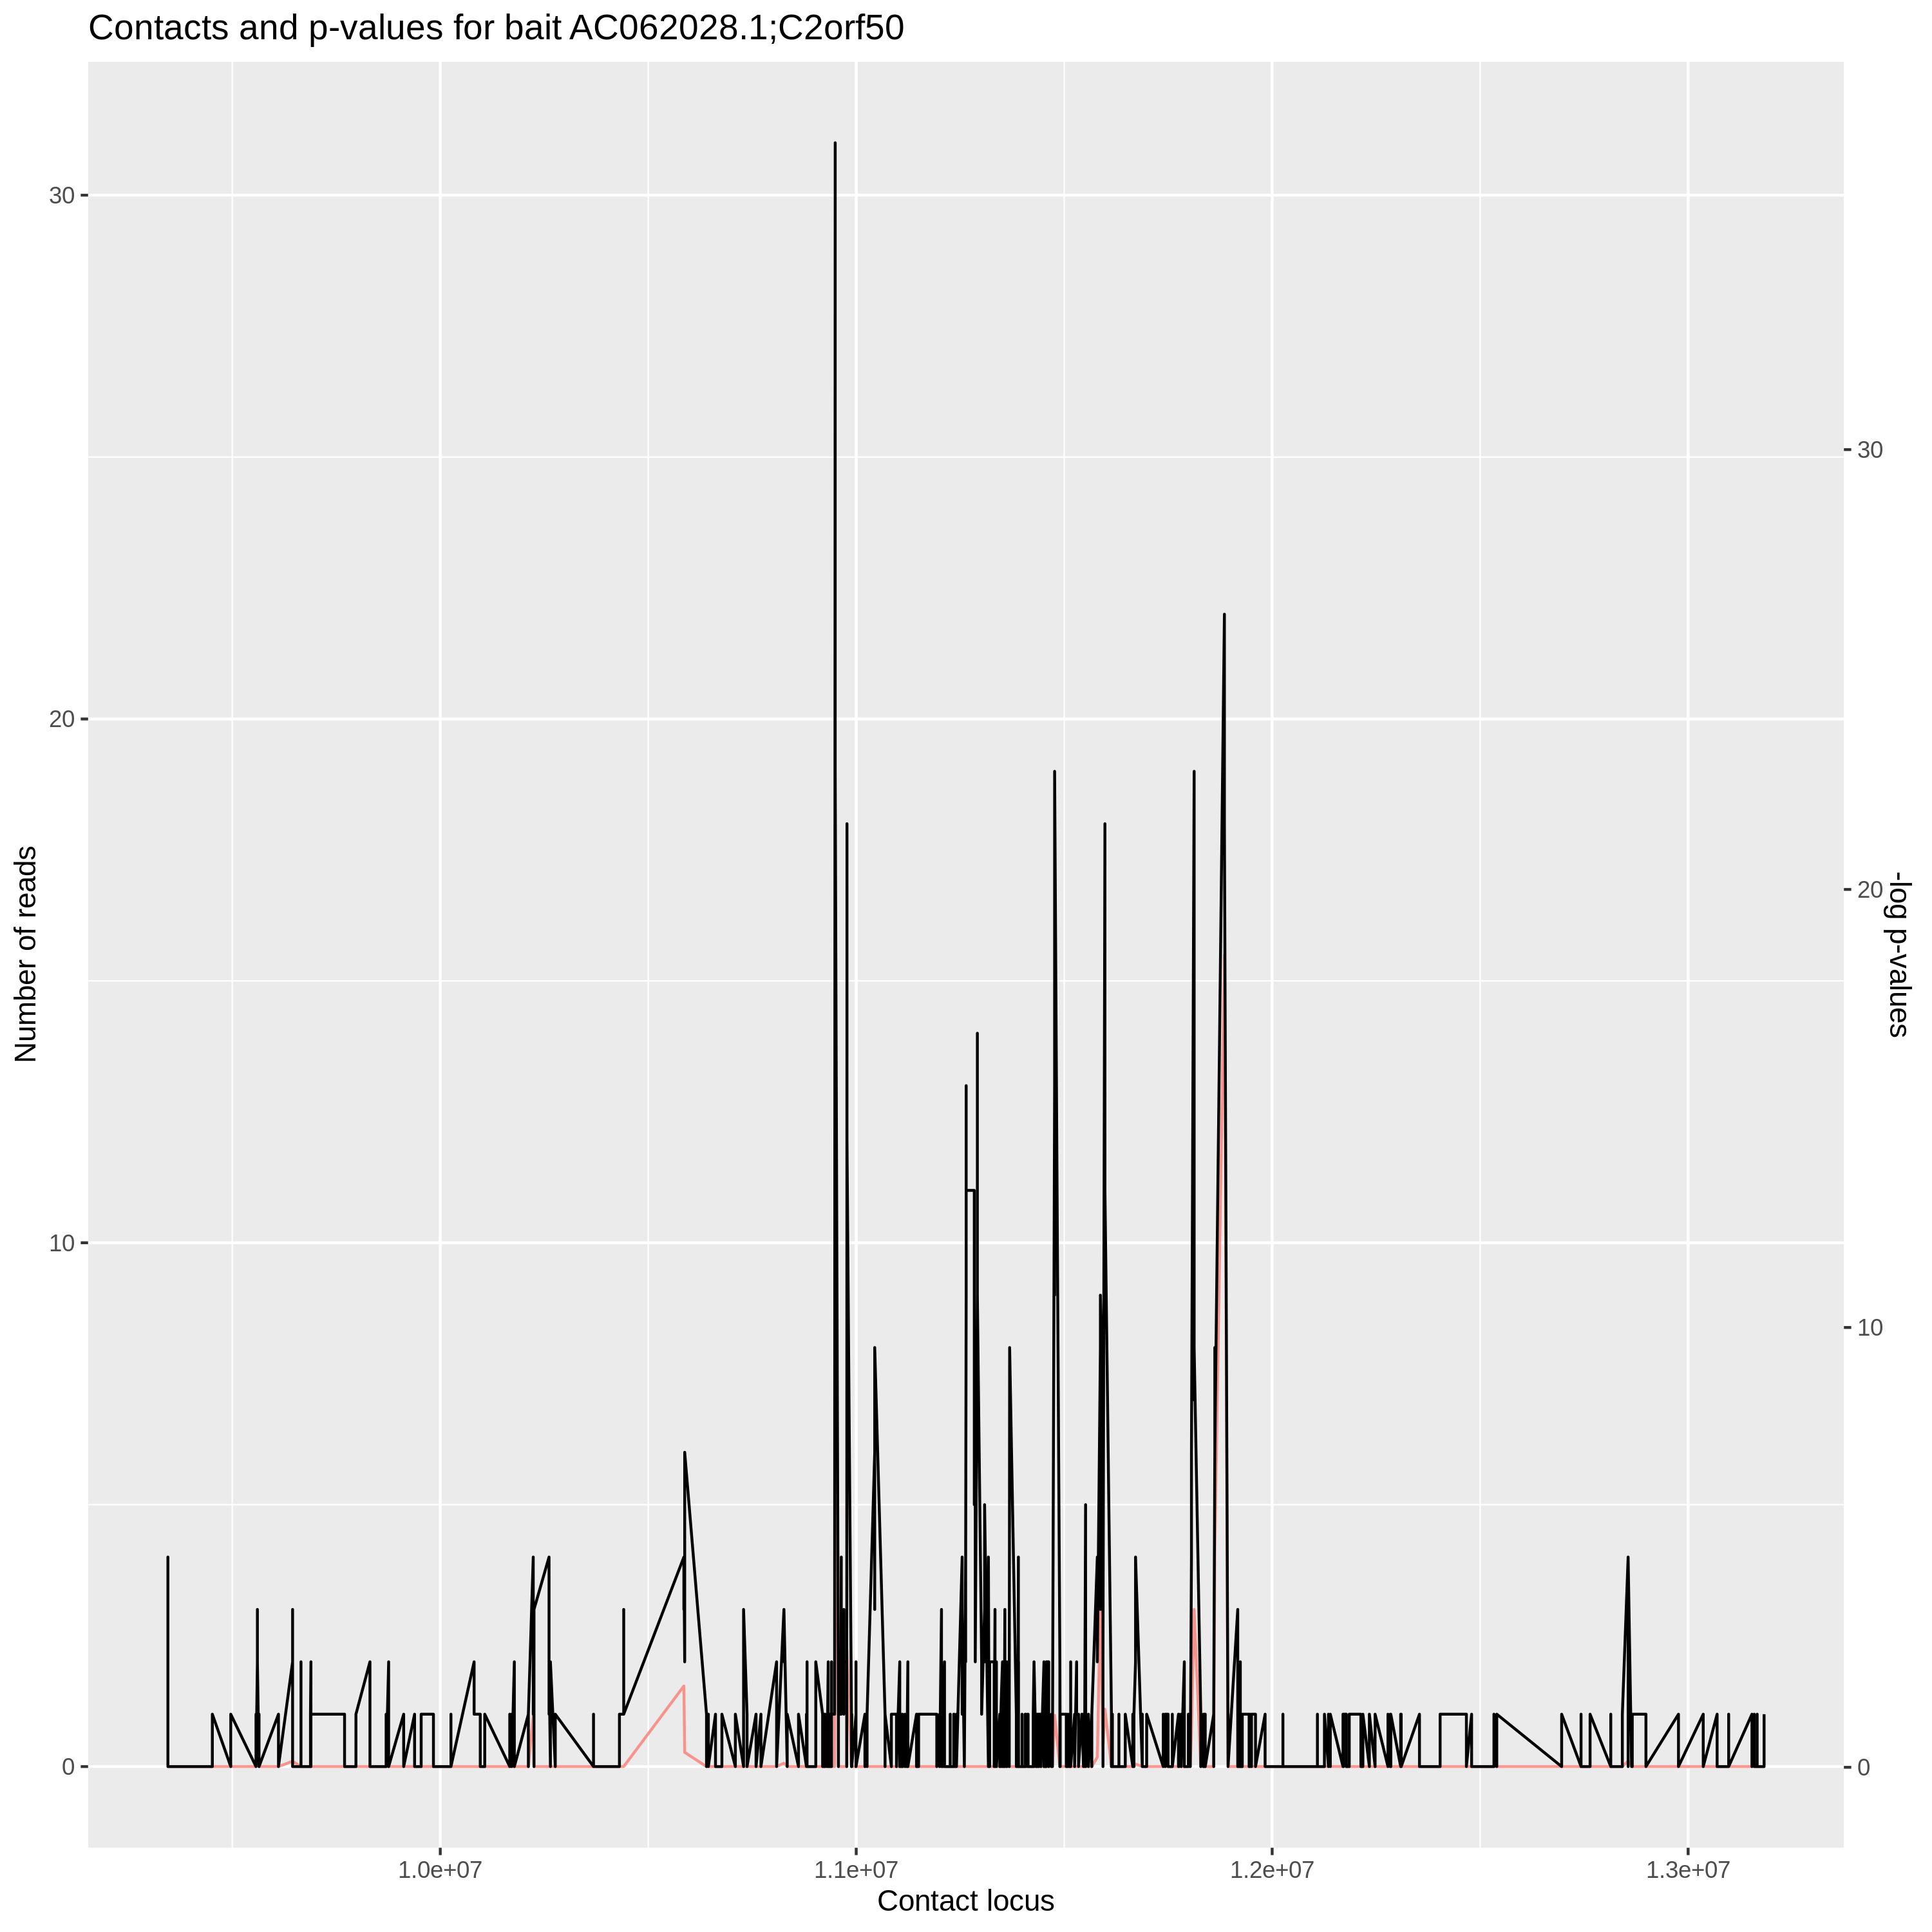 Contacts and p-values for bait AC062028.1;C2orf50
Number of reads
30
20
10
0
30
20
10
0
-log p-values
1.0e+07
1.1e+07
1.2e+07
1.3e+07
Contact locus